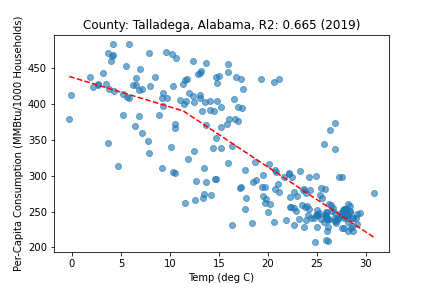 County: Talladega, Alabama, R2: 0.665 (2019)
Per-Capita Consumption (MMBtu/1000 Households)
450
400
350
300
250
200
0 5 10 15 20 25 30
Temp (deg C)